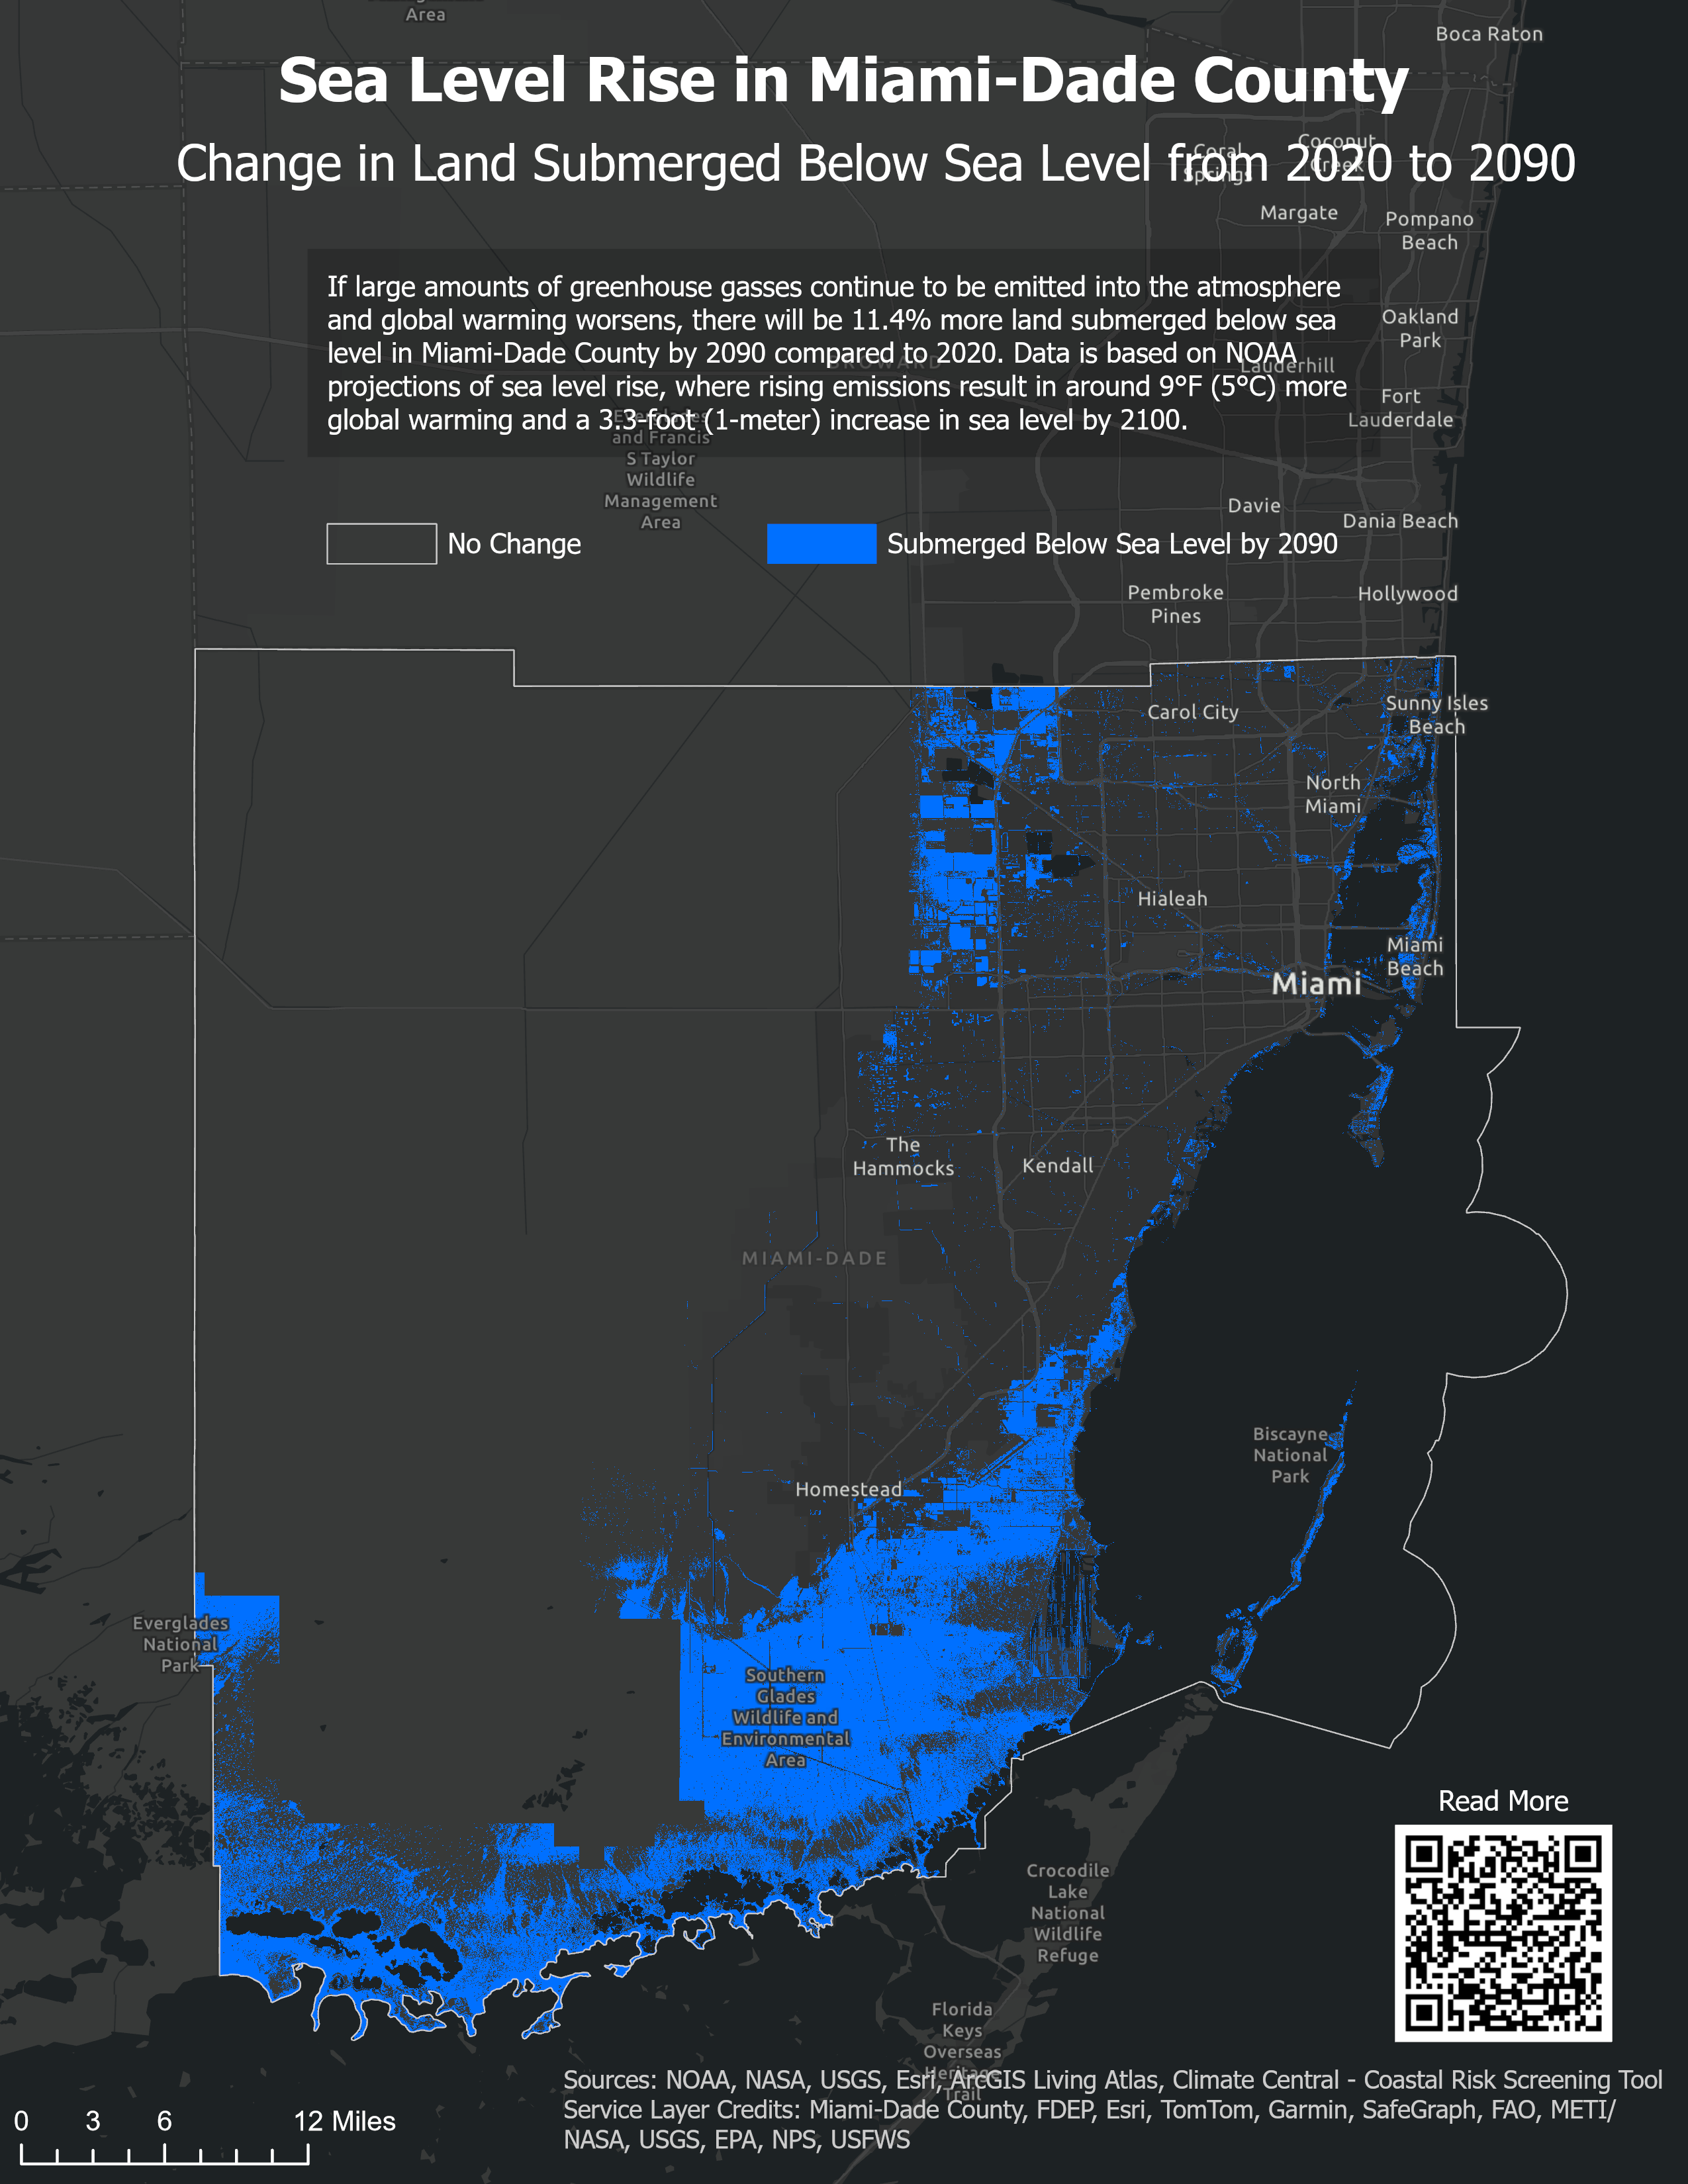 Area
Boca Raton
Sea Level Rise in Miami-Dade County
Change in Land Submerged Below Sea Level from 2020 to 2090
Coral
Springs
Coconut
Creek
Margate
Pompano
Beach
If large amounts of greenhouse gasses continue to be emitted into the atmosphere
and global warming worsens, there will be 11.4% more land submerged below sea
level in Miami-Dade County by 2090 compared to 2020. Data is based on NOAA
projections of sea level rise, where rising emissions result in around 9°F (5°C) more
global warming and a 3.3-foot (1-meter) increase in sea level by 2100.
Oakland
Park
BROWARD
Lauderhill
Fort
Lauderdale
Everglades
and Francis
S Taylor
Wildlife
Management
Area
Davie
Dania Beach
No Change
Submerged Below Sea Level by 2090
Pembroke
Pines
Hollywood
Carol City
Sunny Isles
Beach
North
Miami
Hialeah
Miami
Beach
Miami
The
Hammocks
Kendall
MIAMI-DADE
Biscayne
National
Park
Homestead
Everglades
National
Park
Southern
Glades
Wildlife and
Environmental
Area
Read More
Crocodile
Lake
National
Wildlife
Refuge
Florida
Keys
Overseas
Heritage
Trail
Sources: NOAA, NASA, USGS, Esri, ArcGIS Living Atlas, Climate Central - Coastal Risk Screening Tool
Service Layer Credits: Miami-Dade County, FDEP, Esri, TomTom, Garmin, SafeGraph, FAO, METI/
NASA, USGS, EPA, NPS, USFWS
0 3 6 12 Miles